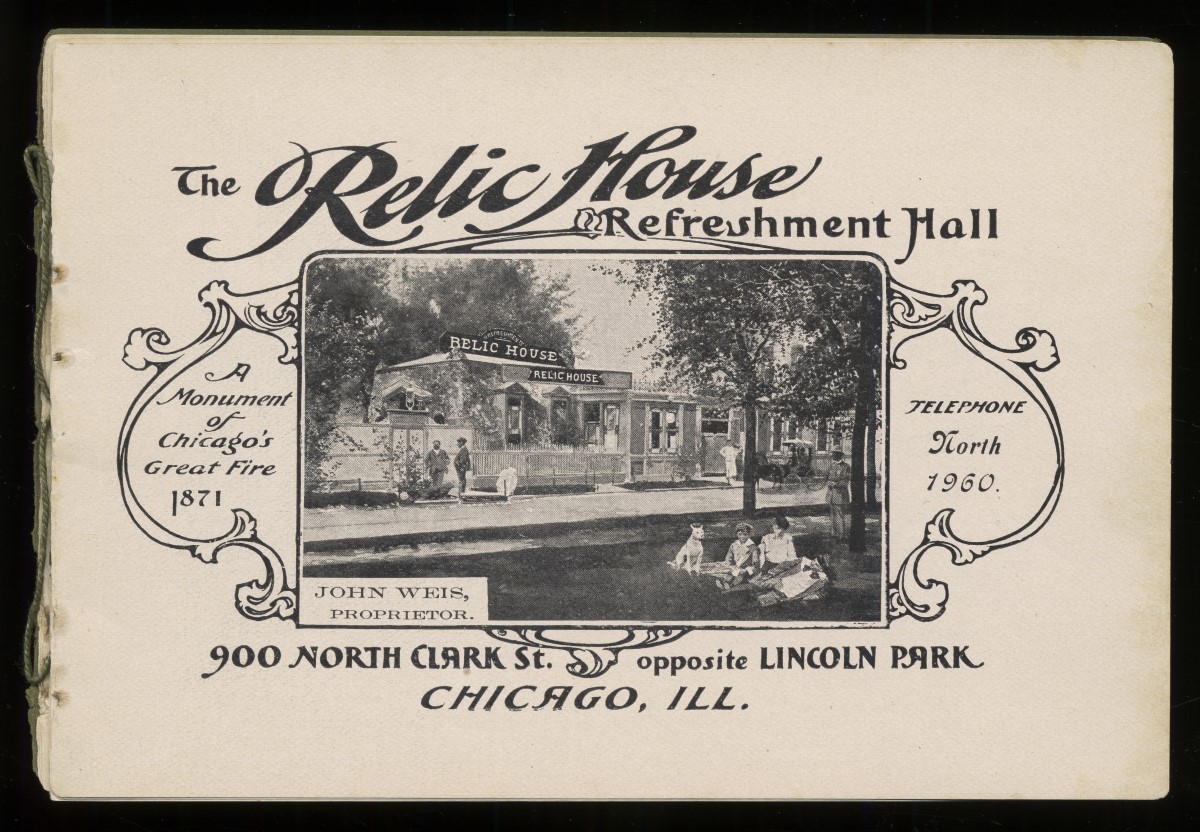 The Relic House
& Refreshment Hall
A
Monument
of
Chicago's
Great Fire
1871
RELIC HOUSE
RELIC HOUSE
TELEPHONE
North
1960.
JOHN WEIS,
PROPRIETOR.
900 NORTH CLARK St. opposite LINCOLN PARK
CHICAGO, ILL.